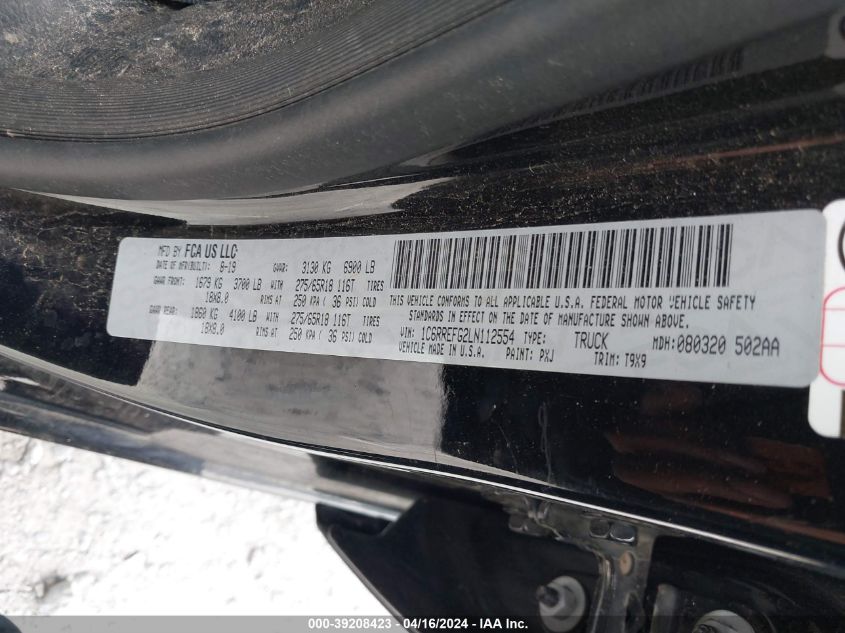 MFD BY FCA US LLC
DATE OF MFR(BUILT): 8-19 GVWR: 3130 KG 6900 LB
GAWR FRONT: 1679 KG 3700 LB WITH 275/65R18 116T TIRES
18X8.0 RIMS AT 250 KPA ( 36 PSI) COLD
GAWR REAR: 1860 KG 4100 LB WITH 275/65R18 116T TIRES
18X8.0 RIMS AT 250 KPA ( 36 PSI) COLD
THIS VEHICLE CONFORMS TO ALL APPLICABLE U.S.A. FEDERAL MOTOR VEHICLE SAFETY
STANDARDS IN EFFECT ON THE DATE OF MANUFACTURE SHOWN ABOVE.
VIN: 1C6RREFG2LN112554 TYPE: TRUCK MDH:080320 502AA
VEHICLE MADE IN U.S.A. PAINT: PXJ TRIM: T9X9
000-39208423 - 04/16/2024 - IAAI.COM